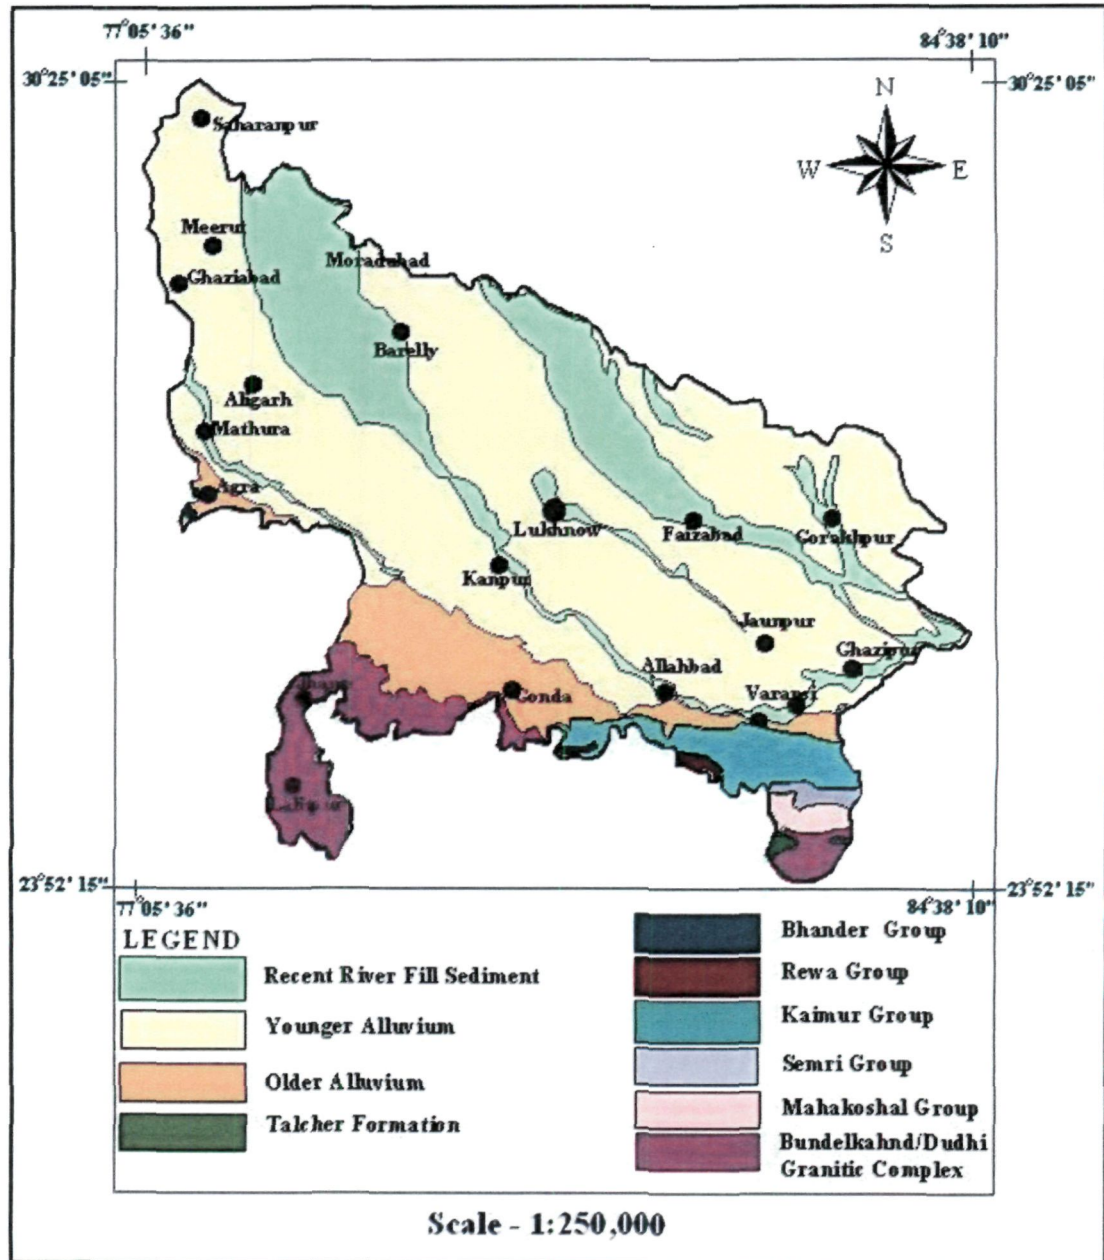 77°05'36"
84°38'10"
30°25'05"
30°25'05"
N
W
E
S
Saharanpur
Meerut
Ghaziabad
Moradabad
Barelly
Aligarh
Mathura
Agra
Lukhnow
Faizabad
Gorakhpur
Kanpur
Jaunpur
Ghazipur
Allahbad
Varansi
Gonda
23°52'15"
23°52'15"
77°05'36"
84°38'10"
LEGEND
Recent River Fill Sediment
Younger Alluvium
Older Alluvium
Talcher Formation
Bhander Group
Rewa Group
Kaimur Group
Semri Group
Mahakoshal Group
Bundelkahnd/Dudhi
Granitic Complex
Scale - 1:250,000